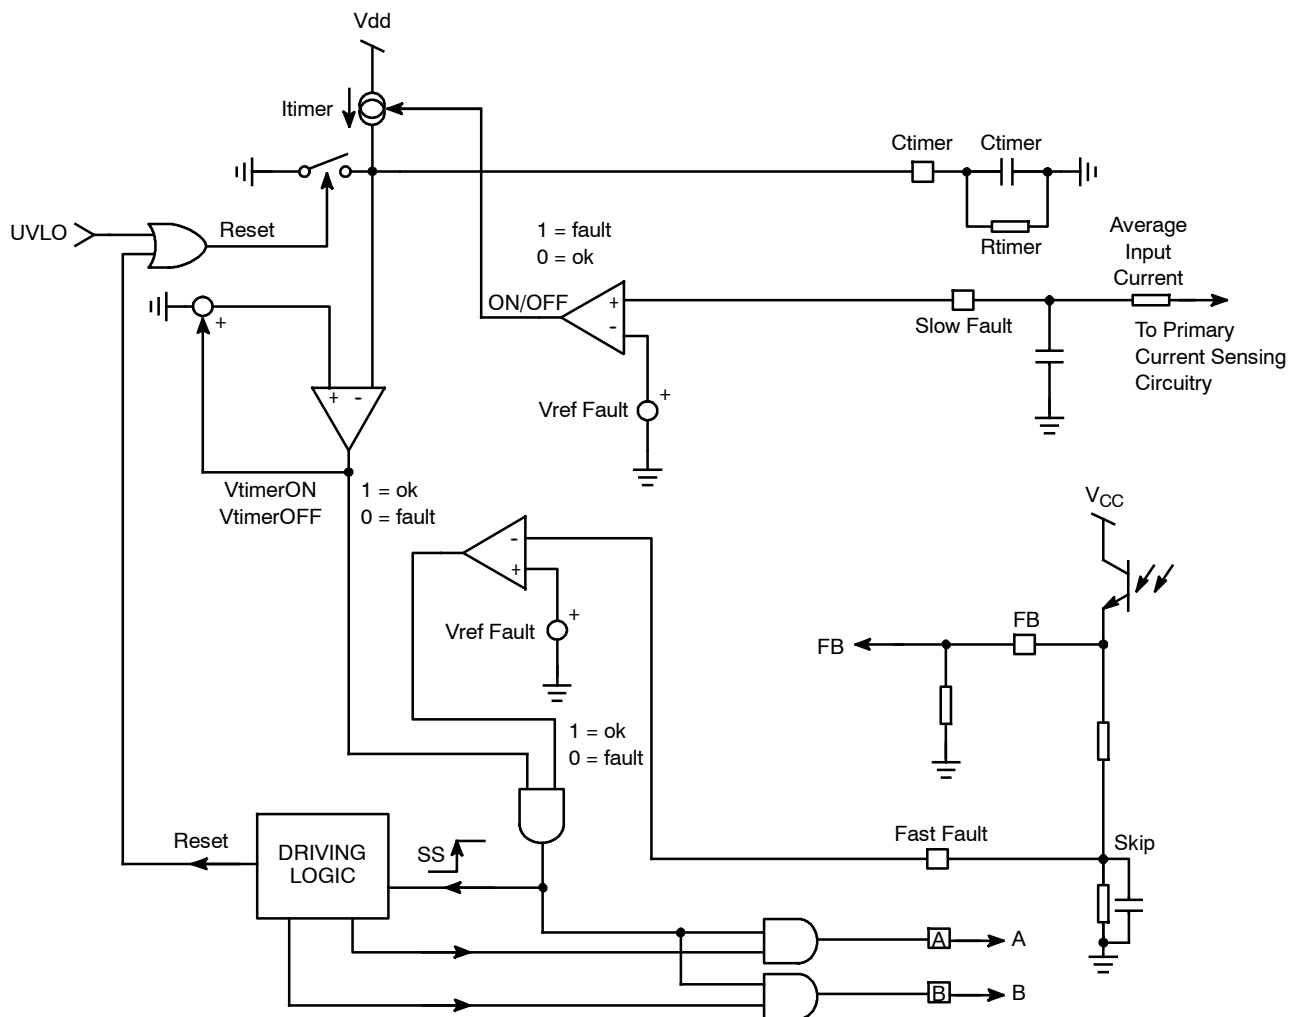 Vdd
Itimer
Ctimer
Ctimer
UVLO
Reset
1 = fault
0 = ok
Rtimer
Average
Input
Current
+
ON/OFF
+
-
Slow Fault
To Primary
Current Sensing
Circuitry
+ -
Vref Fault
+
VtimerON
VtimerOFF
1 = ok
0 = fault
VCC
-
+
Vref Fault
+
FB
FB
1 = ok
0 = fault
Reset
SS
DRIVING
LOGIC
Fast Fault
Skip
A
A
B
B